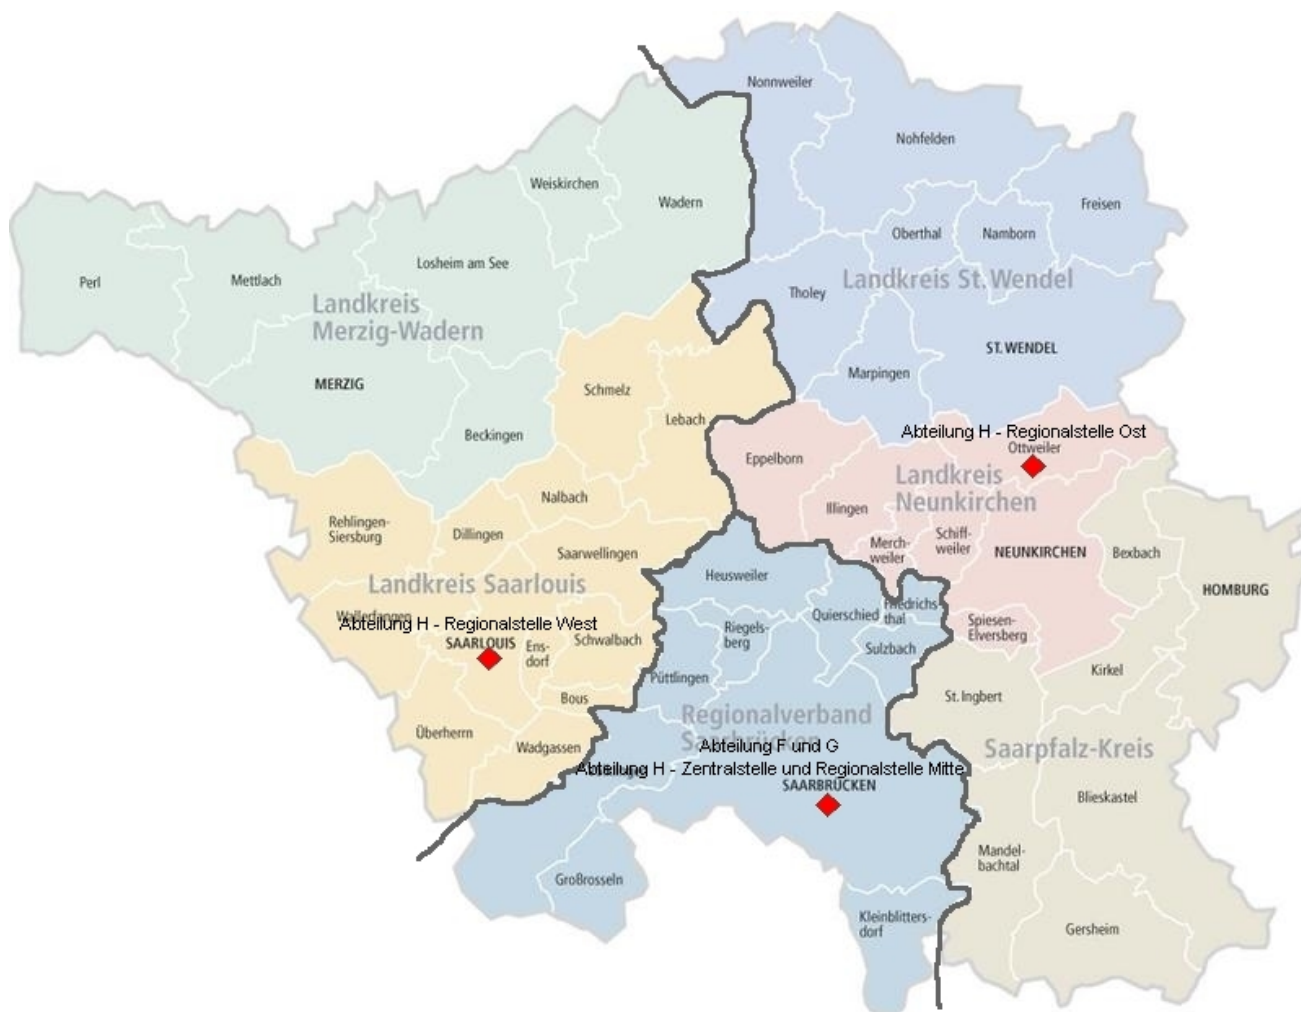 Nonnweiler
Nohfelden
Weiskirchen
Wadern
Freisen
Oberthal
Namborn
Losheim am See
Mettlach
Perl
Landkreis St. Wendel
Tholey
Landkreis
Merzig-Wadern
ST. WENDEL
MERZIG
Marpingen
Schmelz
Lebach
Beckingen
Abteilung H - Regionalstelle Ost
Ottweiler
Eppelborn
Landkreis
Neunkirchen
Nalbach
Illingen
Rehlingen-
Siersburg
Dillingen
Schiff-
weiler
Merch-
weiler
NEUNKIRCHEN
Bexbach
Saarwellingen
Heusweiler
Landkreis Saarlouis
HOMBURG
Friedrichs-
thal
Quierschied
Wallerfangen
Abteilung H - Regionalstelle West
SAARLOUIS
Ens-
dorf
Schwalbach
Riegels-
berg
Sulzbach
Spiesen-
Elversberg
Kirkel
Püttlingen
Bous
St. Ingbert
Regionalverband
Saarbrücken
Überherrn
Wadgassen
Saarpfalz-Kreis
Abteilung F und G
Abteilung H - Zentralstelle und Regionalstelle Mitte
SAARBRÜCKEN
Blieskastel
Mandel-
bachtal
Großrosseln
Kleinblitters-
dorf
Gersheim